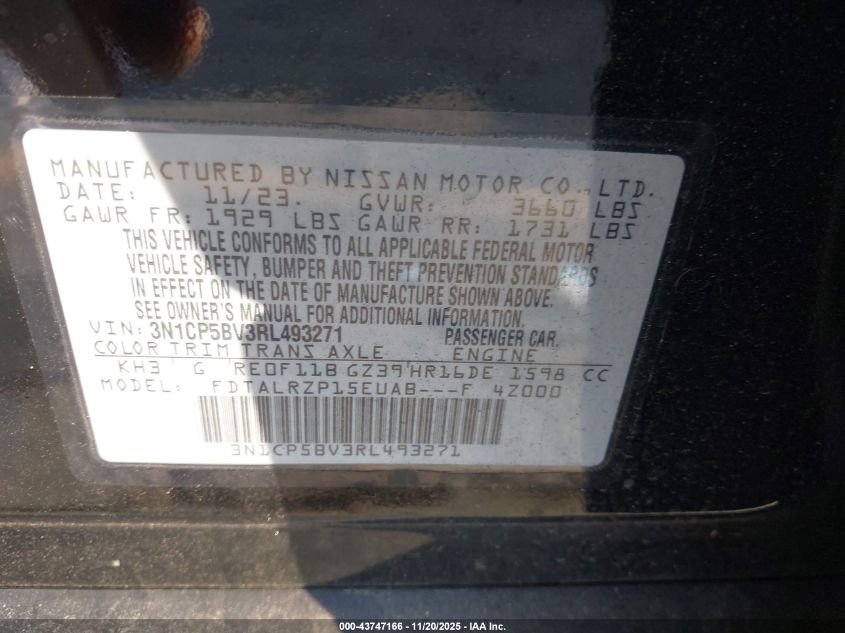 MANUFACTURED BY NISSAN MOTOR CO., LTD.
DATE: 11/23. GVWR: 3660 LBS
GAWR FR: 1929 LBS GAWR RR: 1731 LBS
THIS VEHICLE CONFORMS TO ALL APPLICABLE FEDERAL MOTOR
VEHICLE SAFETY, BUMPER AND THEFT PREVENTION STANDARDS
IN EFFECT ON THE DATE OF MANUFACTURE SHOWN ABOVE.
SEE OWNER'S MANUAL FOR ADDITIONAL INFORMATION.
VIN: 3N1CP5BV3RL493271 PASSENGER CAR.
COLOR TRIM TRANS AXLE ENGINE
KH3 G RE0F11B GZ39 HR16DE 1598 CC
MODEL: FDTALRZP15EUAB---F 4Z000
3N1CP5BV3RL493271
000-43747166 - 11/20/2025 - IAA Inc.